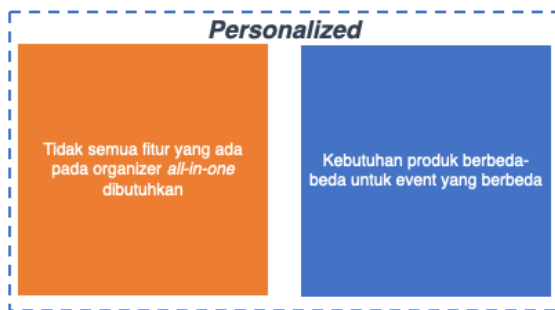 Personalized
Tidak semua fitur yang ada
pada organizer all-in-one
dibutuhkan
Kebutuhan produk berbeda-
beda untuk event yang berbeda